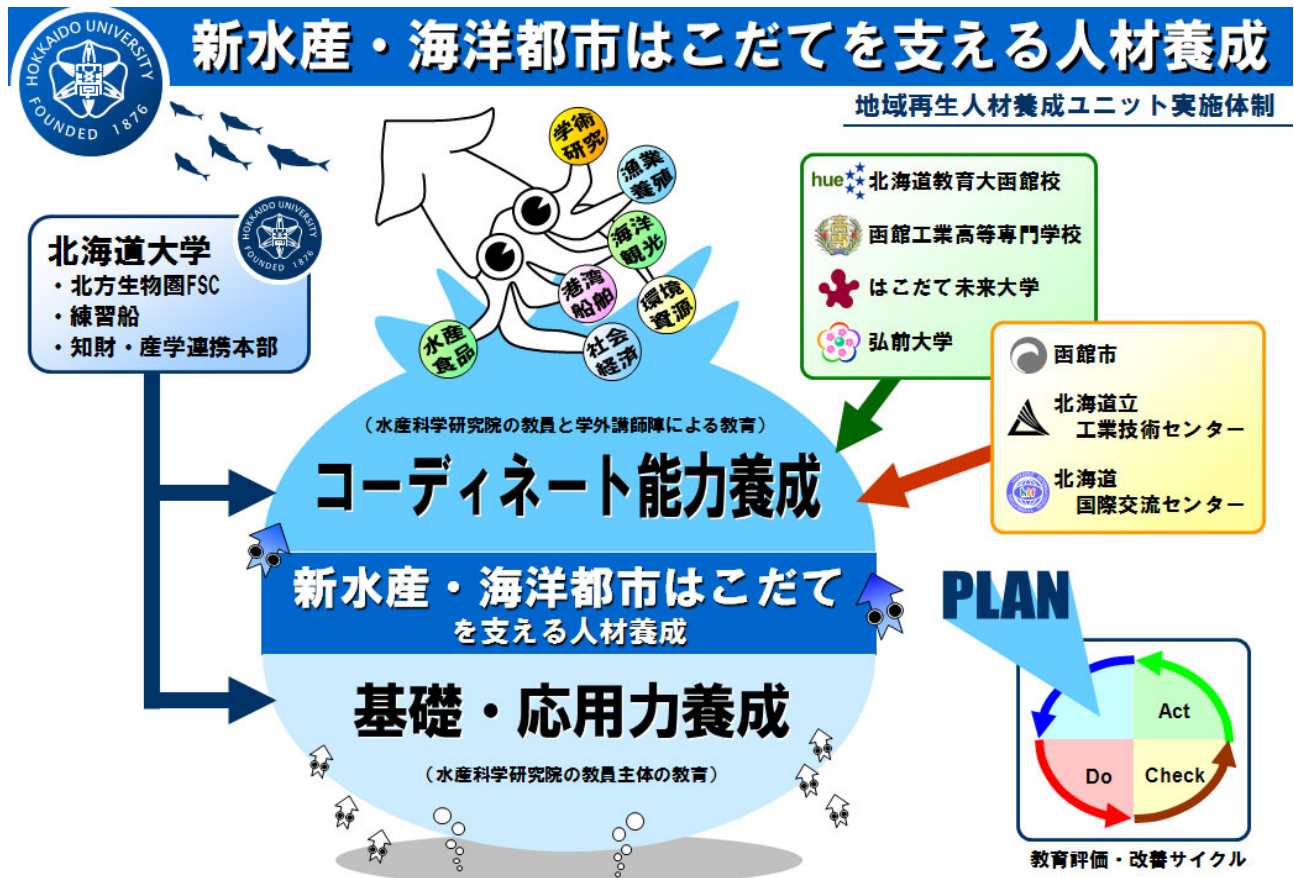 新水産・海洋都市はこだてを支える人材養成
地域再生人材養成ユニット実施体制
HOKKAIDO UNIVERSITY
FOUNDED 1876
北海道大学
・北方生物圏FSC
・練習船
・知財・産学連携本部
HOKKAIDO UNIVERSITY
FOUNDED 1876
学術
研究
漁業
養殖
海洋
観光
港湾
船舶
環境
資源
水産
食品
社会
経済
hue 北海道教育大函館校
函館工業高等専門学校
はこだて未来大学
弘前大学
函館市
北海道立
工業技術センター
北海道
国際交流センター
(水産科学研究院の教員と学外講師陣による教育)
コーディネート能力養成
新水産・海洋都市はこだて
を支える人材養成
基礎・応用力養成
(水産科学研究院の教員主体の教育)
PLAN
Act
Do
Check
教育評価・改善サイクル